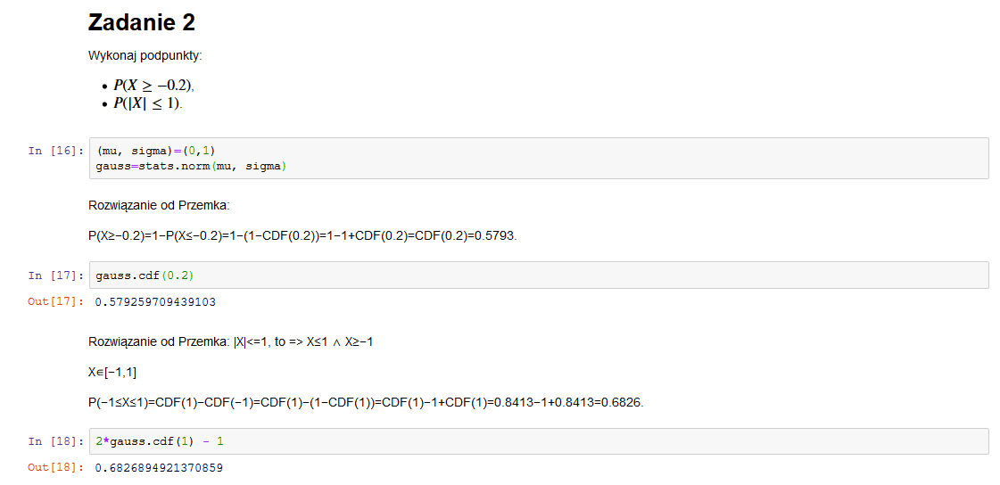 Zadanie 2
Wykonaj podpunkty:
• P(X ≥ −0.2),
• P(|X| ≤ 1).
In [16]: (mu, sigma)=(0,1)
gauss=stats.norm(mu, sigma)
Rozwiązanie od Przemka:
P(X≥−0.2)=1−P(X≤−0.2)=1−(1−CDF(0.2))=1−1+CDF(0.2)=CDF(0.2)=0.5793.
In [17]: gauss.cdf(0.2)
Out[17]: 0.579259709439103
Rozwiązanie od Przemka: |X|<=1, to => X≤1 ∧ X≥−1
X∈[−1,1]
P(−1≤X≤1)=CDF(1)−CDF(−1)=CDF(1)−(1−CDF(1))=CDF(1)−1+CDF(1)=0.8413−1+0.8413=0.6826.
In [18]: 2*gauss.cdf(1) - 1
Out[18]: 0.6826894921370859